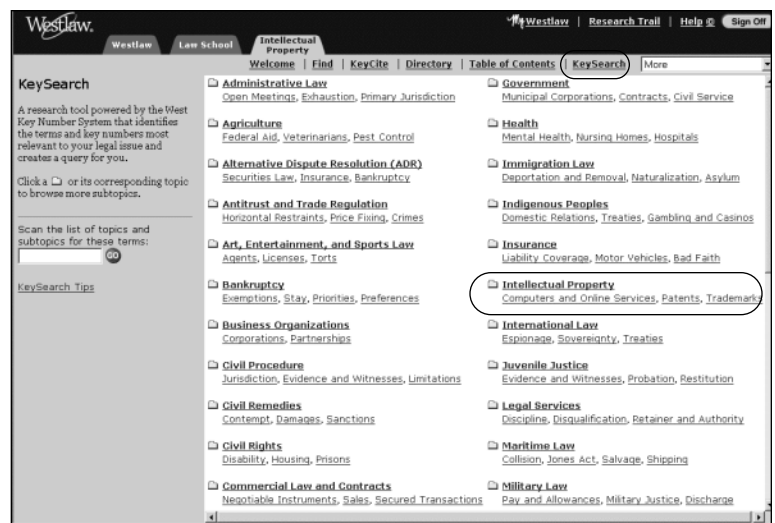 Westlaw.
Westlaw | Research Trail | Help | Sign Off
Westlaw
Law School
Intellectual
Property
Welcome | Find | KeyCite | Directory | Table of Contents | KeySearch
More
KeySearch
A research tool powered by the West
Key Number System that identifies
the terms and key numbers most
relevant to your legal issue and
creates a query for you.
Click a or its corresponding topic
to browse more subtopics.
Scan the list of topics and
subtopics for these terms:
GO
KeySearch Tips
Administrative Law
Open Meetings, Exhaustion, Primary Jurisdiction
Agriculture
Federal Aid, Veterinarians, Pest Control
Alternative Dispute Resolution (ADR)
Securities Law, Insurance, Bankruptcy
Antitrust and Trade Regulation
Horizontal Restraints, Price Fixing, Crimes
Art, Entertainment, and Sports Law
Agents, Licenses, Torts
Bankruptcy
Exemptions, Stay, Priorities, Preferences
Business Organizations
Corporations, Partnerships
Civil Procedure
Jurisdiction, Evidence and Witnesses, Limitations
Civil Remedies
Contempt, Damages, Sanctions
Civil Rights
Disability, Housing, Prisons
Commercial Law and Contracts
Negotiable Instruments, Sales, Secured Transactions
Government
Municipal Corporations, Contracts, Civil Service
Health
Mental Health, Nursing Homes, Hospitals
Immigration Law
Deportation and Removal, Naturalization, Asylum
Indigenous Peoples
Domestic Relations, Treaties, Gambling and Casinos
Insurance
Liability Coverage, Motor Vehicles, Bad Faith
Intellectual Property
Computers and Online Services, Patents, Trademarks
International Law
Espionage, Sovereignty, Treaties
Juvenile Justice
Evidence and Witnesses, Probation, Restitution
Legal Services
Discipline, Disqualification, Retainer and Authority
Maritime Law
Collision, Jones Act, Salvage, Shipping
Military Law
Pay and Allowances, Military Justice, Discharge